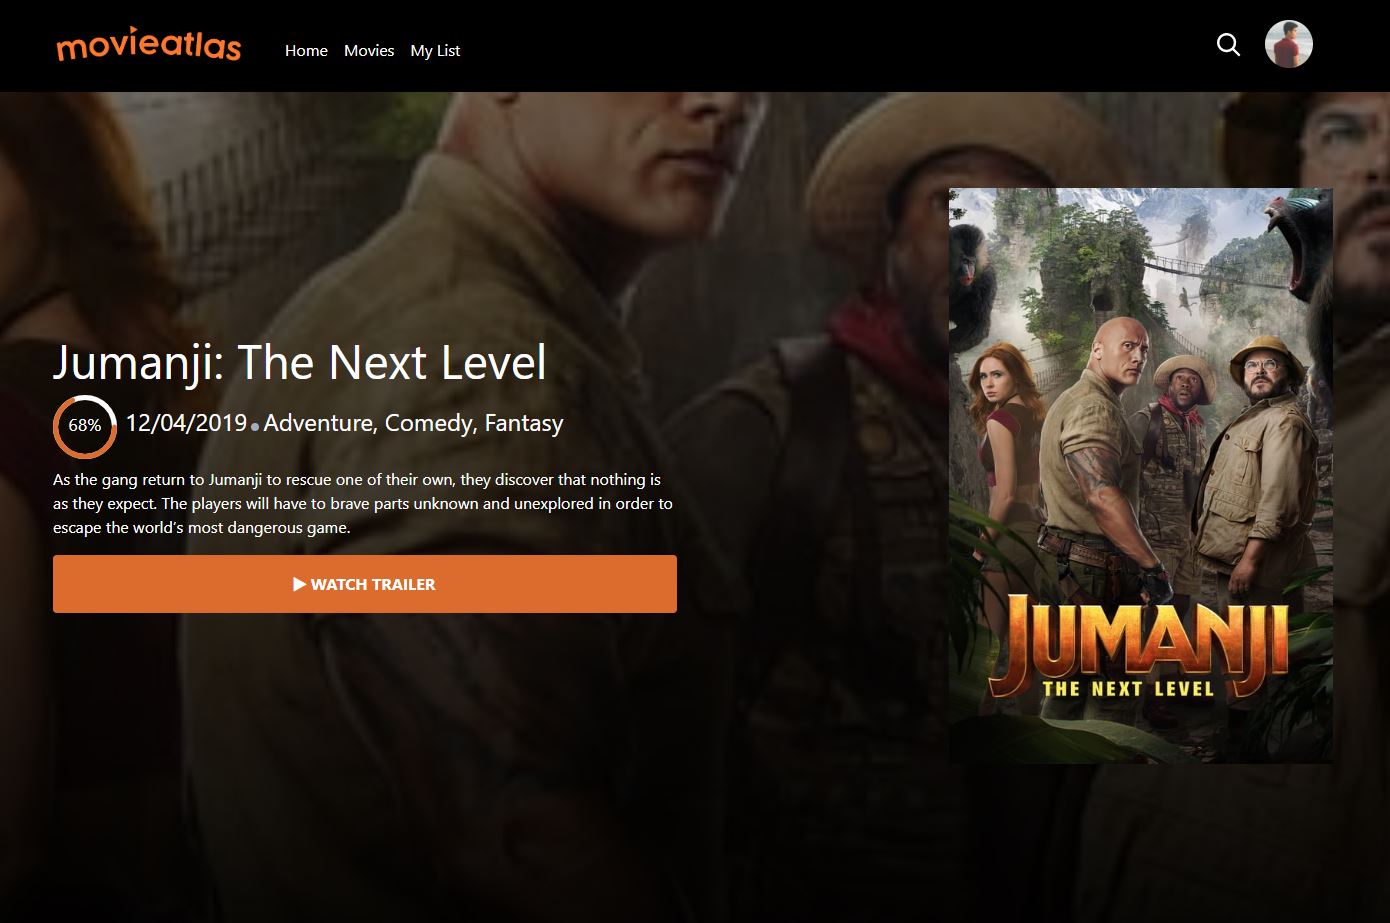 movieatlas
Home Movies My List
Jumanji: The Next Level
68% 12/04/2019 Adventure, Comedy, Fantasy
As the gang return to Jumanji to rescue one of their own, they discover that nothing is
as they expect. The players will have to brave parts unknown and unexplored in order to
escape the world’s most dangerous game.
WATCH TRAILER
JUMANJI
THE NEXT LEVEL